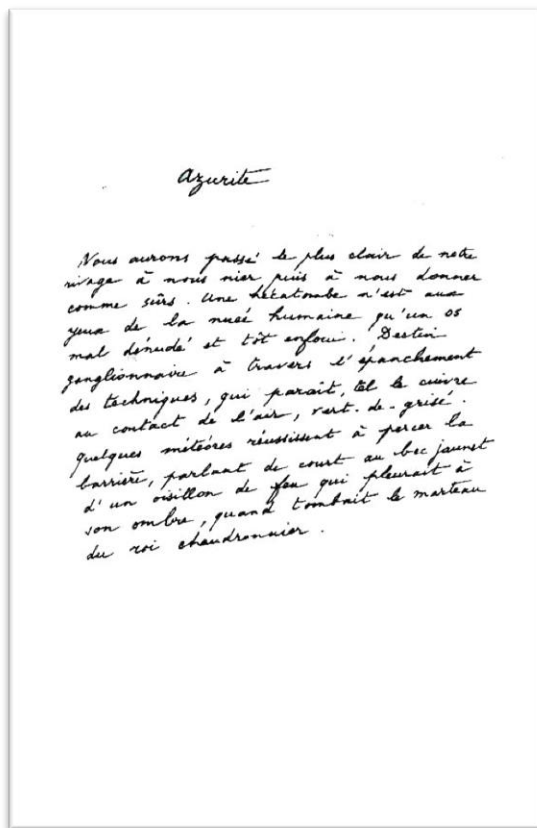 Azurite
Nous aurons passé le plus clair de notre
rivage à nous nier puis à nous donner
comme sûrs. Une hécatombe n'est aux
yeux de la nuée humaine qu'un os
mal dénudé et tôt enfoui. Destin
ganglionnaire à travers l'épanchement
des techniques, qui paraît, tel le cuivre
au contact de l'air, vert-de-grisé.
Quelques météores réussissent à percer la
barrière, parlant de court au bec jaunet
d'un oisillon de feu qui pleurait à
son ombre, quand tombait le marteau
du roi chaudronnier.